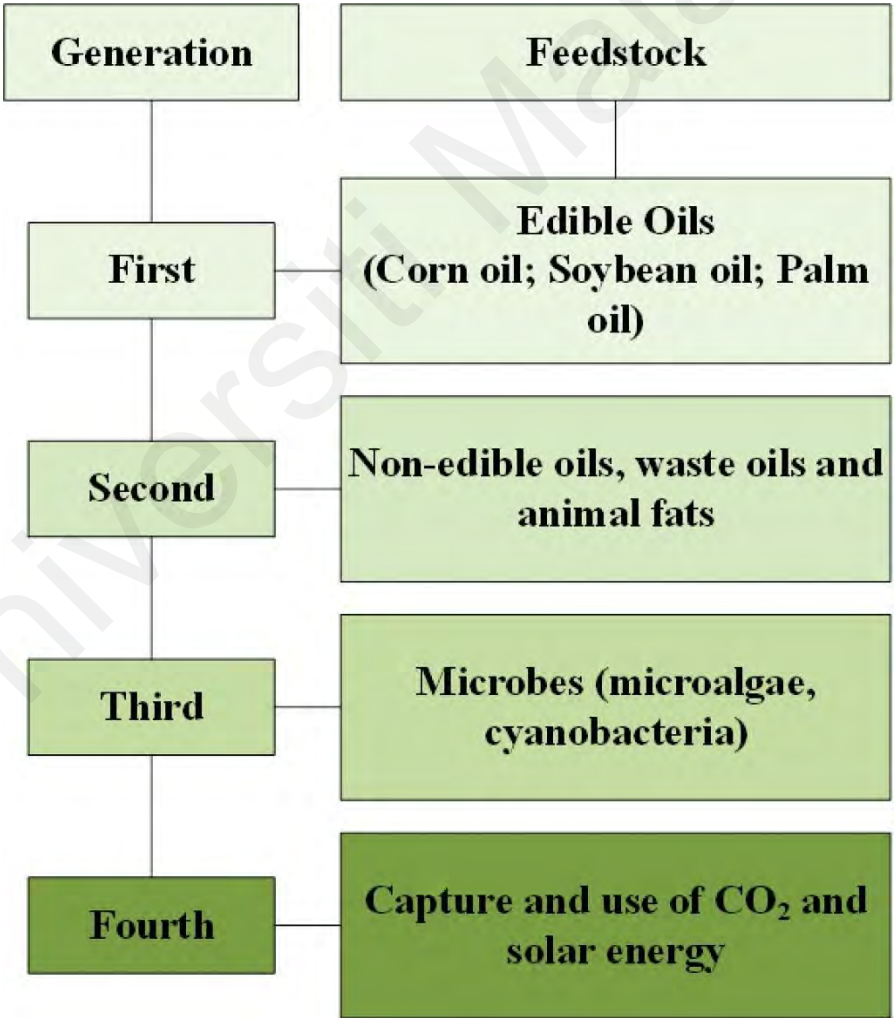 Generation
Feedstock
First
Edible Oils
(Corn oil; Soybean oil; Palm
oil)
Second
Non-edible oils, waste oils and
animal fats
Third
Microbes (microalgae,
cyanobacteria)
Fourth
Capture and use of CO₂ and
solar energy